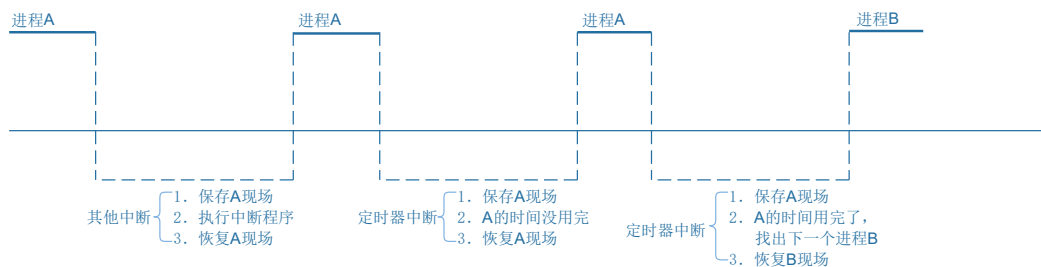 进程A
进程A
进程A
进程B
其他中断
1. 保存A现场
2. 执行中断程序
3. 恢复A现场
定时器中断
1. 保存A现场
2. A的时间没用完
3. 恢复A现场
定时器中断
1. 保存A现场
2. A的时间用完了，
找出下一个进程B
3. 恢复B现场